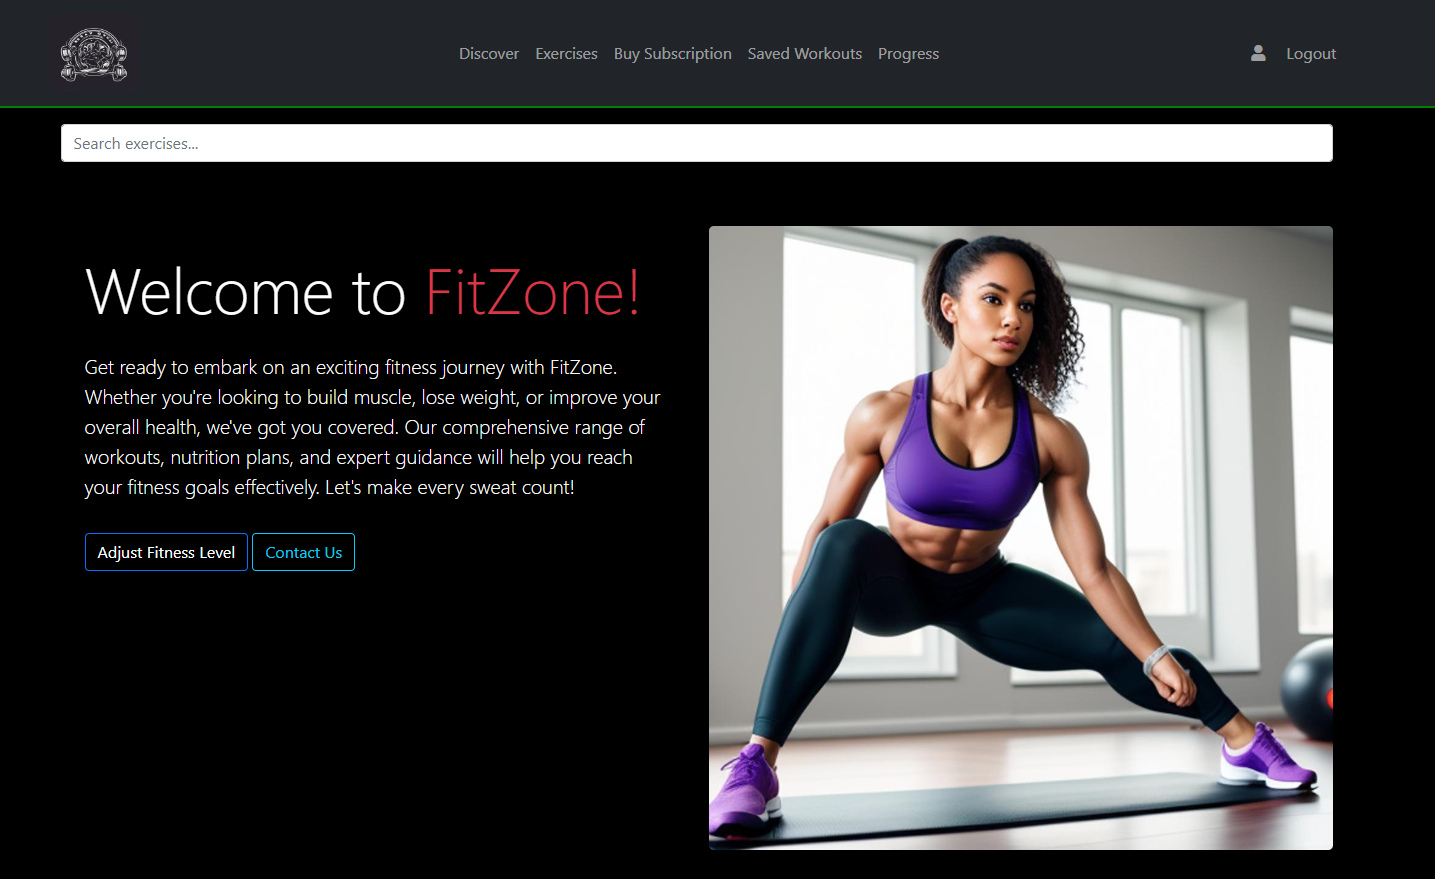 Discover Exercises Buy Subscription Saved Workouts Progress Logout
Search exercises...
Welcome to FitZone!
Get ready to embark on an exciting fitness journey with FitZone.
Whether you're looking to build muscle, lose weight, or improve your
overall health, we've got you covered. Our comprehensive range of
workouts, nutrition plans, and expert guidance will help you reach
your fitness goals effectively. Let's make every sweat count!
Adjust Fitness Level Contact Us